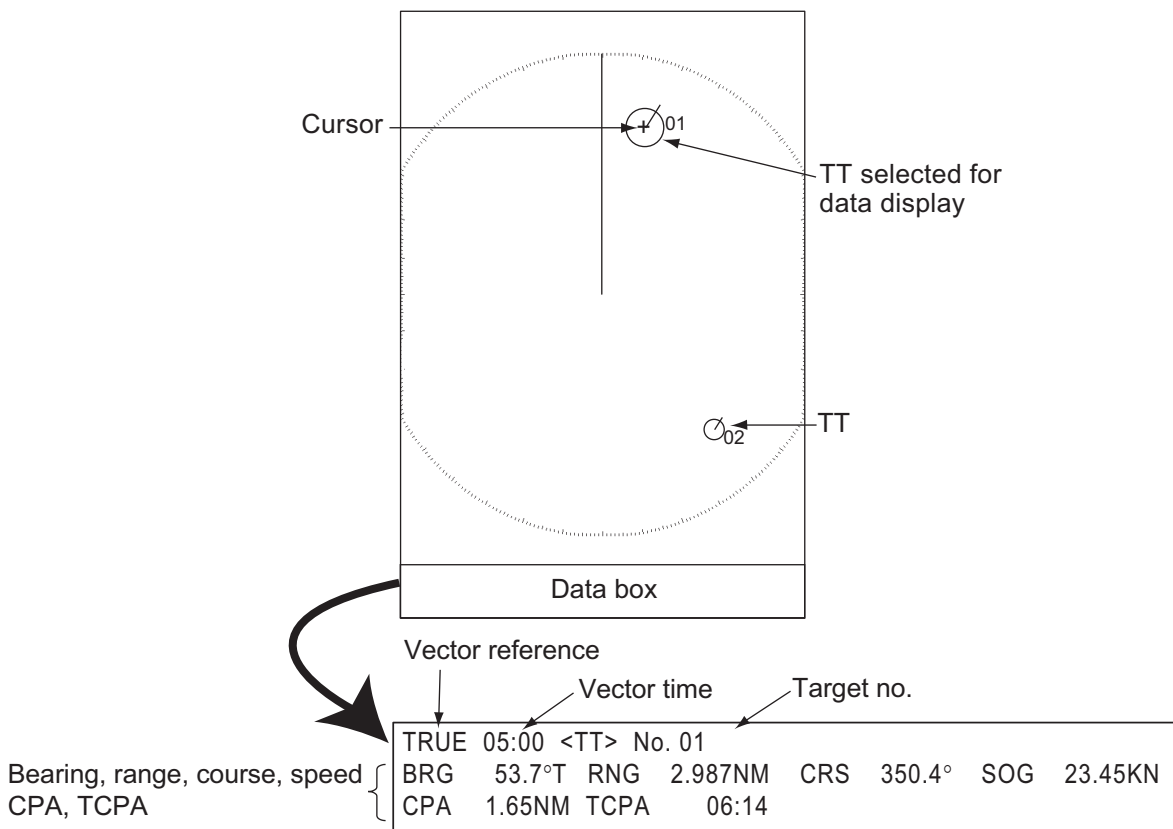 Cursor
01
TT selected for
data display
TT
02
Data box
Vector reference
Vector time
Target no.
TRUE 05:00 <TT> No. 01
Bearing, range, course, speed
BRG 53.7°T RNG 2.987NM CRS 350.4° SOG 23.45KN
CPA, TCPA
CPA 1.65NM TCPA 06:14